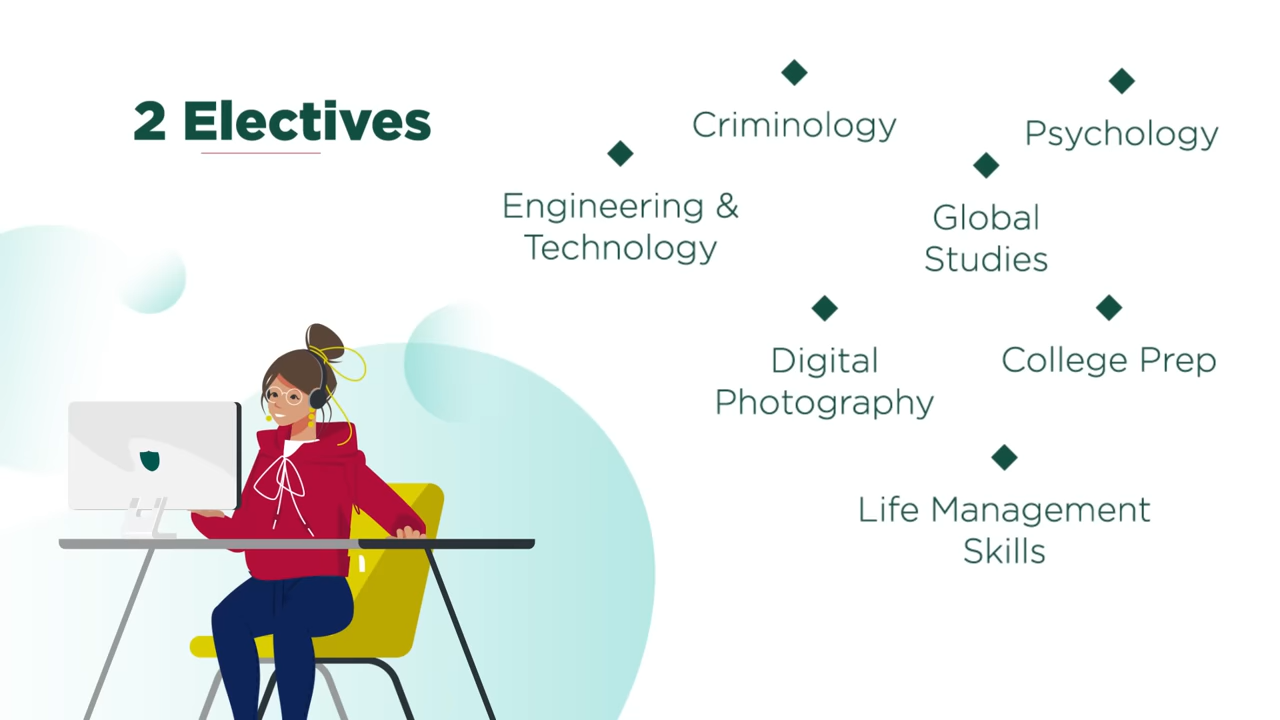 2 Electives
Criminology
Psychology
Engineering &
Technology
Global
Studies
Digital
Photography
College Prep
Life Management
Skills